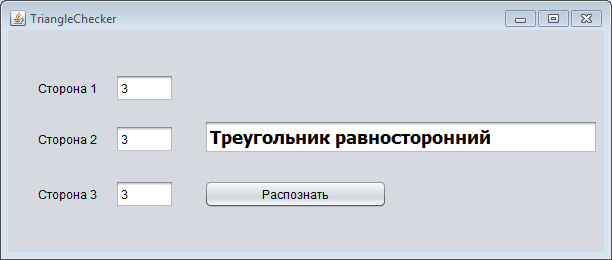 TriangleChecker
Сторона 1 3
Сторона 2 3 Треугольник равносторонний
Сторона 3 3 Распознать